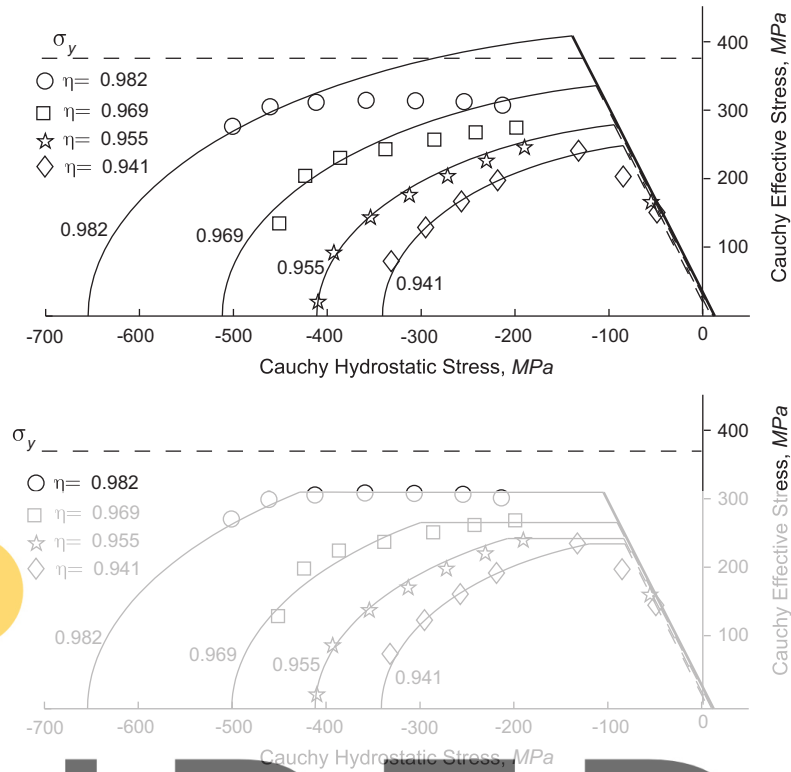 σy
η= 0.982
η= 0.969
η= 0.955
η= 0.941
0.982
0.969
0.955
0.941
400
300
200
100
Cauchy Effective Stress, MPa
-700 -600 -500 -400 -300 -200 -100 0
Cauchy Hydrostatic Stress, MPa
σy
η= 0.982
η= 0.969
η= 0.955
η= 0.941
0.982
0.969
0.955
0.941
400
300
200
100
Cauchy Effective Stress, MPa
-700 -600 -500 -400 -300 -200 -100 0
Cauchy Hydrostatic Stress, MPa